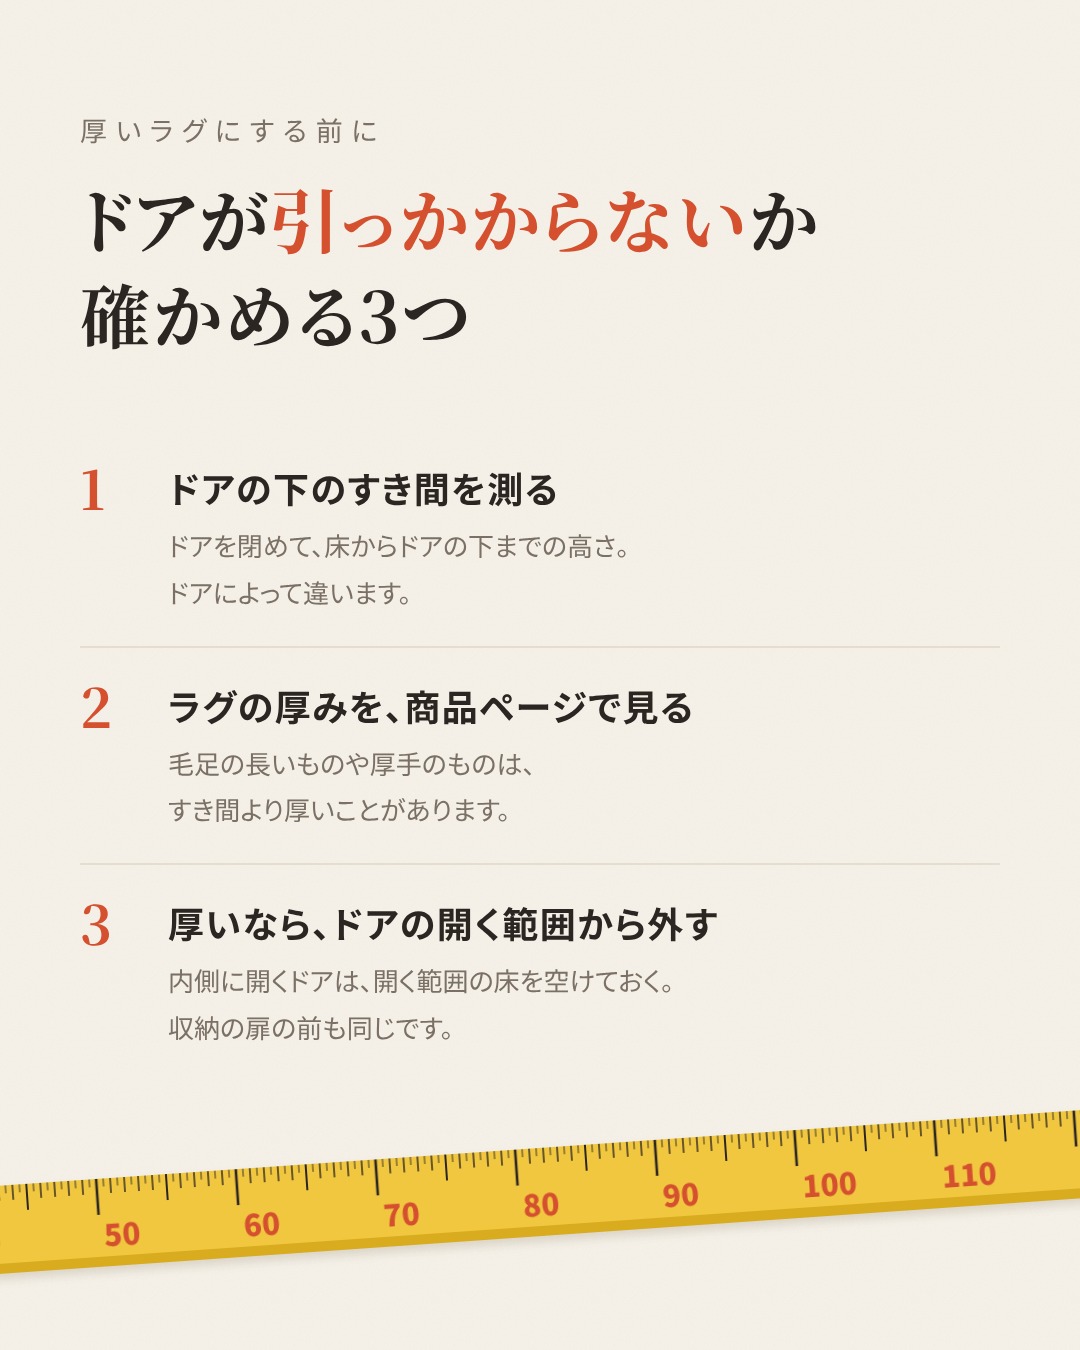 厚いラグにする前に
ドアが引っかからないか
確かめる3つ
1
ドアの下のすき間を測る
ドアを閉めて、床からドアの下までの高さ。
ドアによって違います。
2
ラグの厚みを、商品ページで見る
毛足の長いものや厚手のものは、
すき間より厚いことがあります。
3
厚いなら、ドアの開く範囲から外す
内側に開くドアは、開く範囲の床を空けておく。
収納の扉の前も同じです。
50 60 70 80 90 100 110